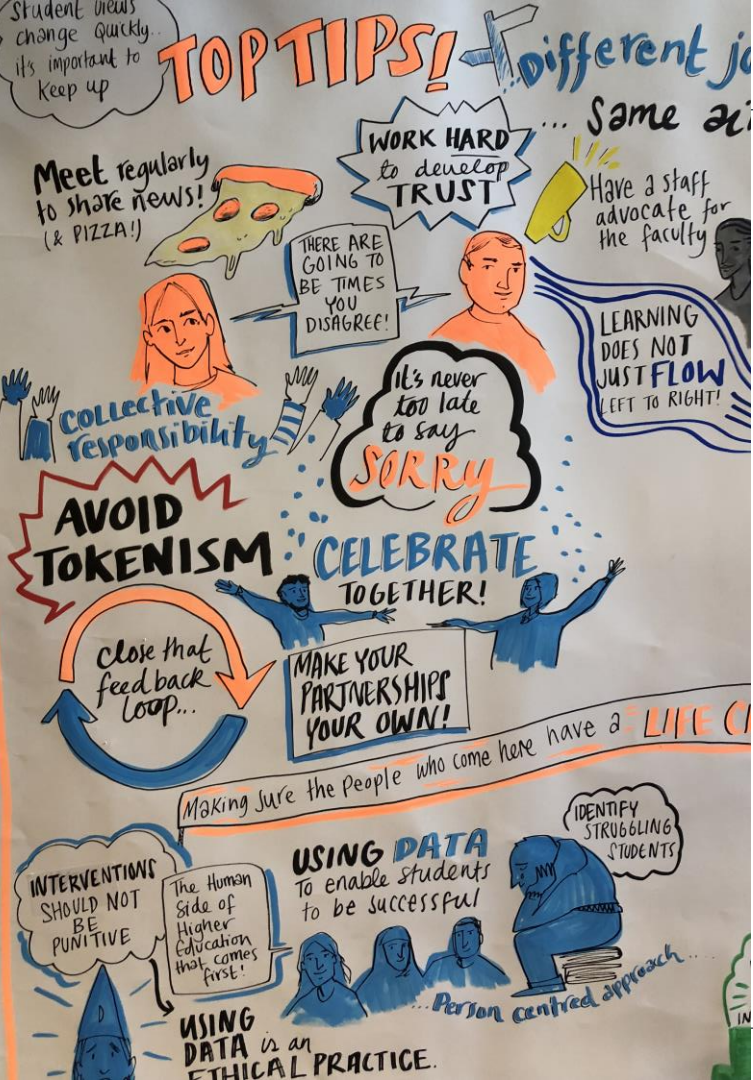 Student views
change quickly..
it's important to
keep up
TOP TIPS!
Different
... Same
Meet regularly
to share news!
(& PIZZA!)
WORK HARD
to develop
TRUST
Have a staff
advocate for
the faculty
THERE ARE
GOING TO
BE TIMES
YOU
DISAGREE!
LEARNING
DOES NOT
JUST FLOW
LEFT TO RIGHT!
It's never
too late
to say
SORRY
Collective
responsibility
AVOID
TOKENISM
CELEBRATE
TOGETHER!
Close that
feedback
loop...
MAKE YOUR
PARTNERSHIPS
YOUR OWN!
Making sure the people who come here have a LIFE
INTERVENTIONS
SHOULD NOT
BE
PUNITIVE
The Human
Side of
Higher
Education
that comes
first!
USING DATA
To enable students
to be successful
IDENTIFY
STRUGGLING
STUDENTS
...Person centred approach...
D
USING
DATA is an
ETHICAL PRACTICE.